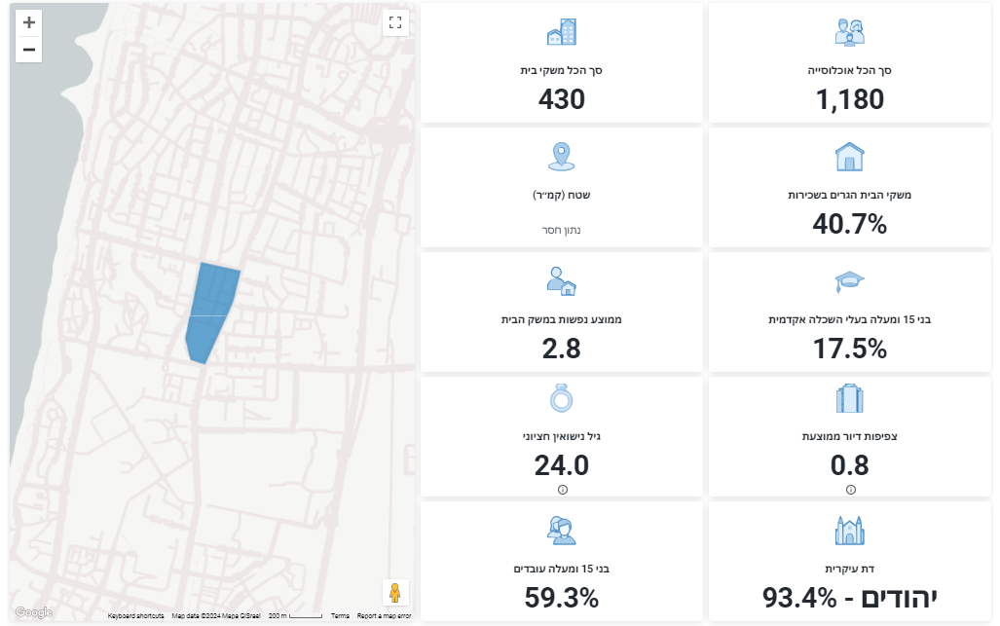 סך הכל אוכלוסייה
1,180
סך הכל משקי בית
430
משקי הבית הגרים בשכירות
40.7%
שטח (קמ״ר)
נתון חסר
בני 15 ומעלה בעלי השכלה אקדמית
17.5%
ממוצע נפשות במשק הבית
2.8
צפיפות דיור ממוצעת
0.8
גיל נישואין חציוני
24.0
דת עיקרית
יהודים - 93.4%
בני 15 ומעלה עובדים
59.3%
Google
Keyboard shortcuts Map data ©2024 Mapa GISrael 200 m Terms Report a map error